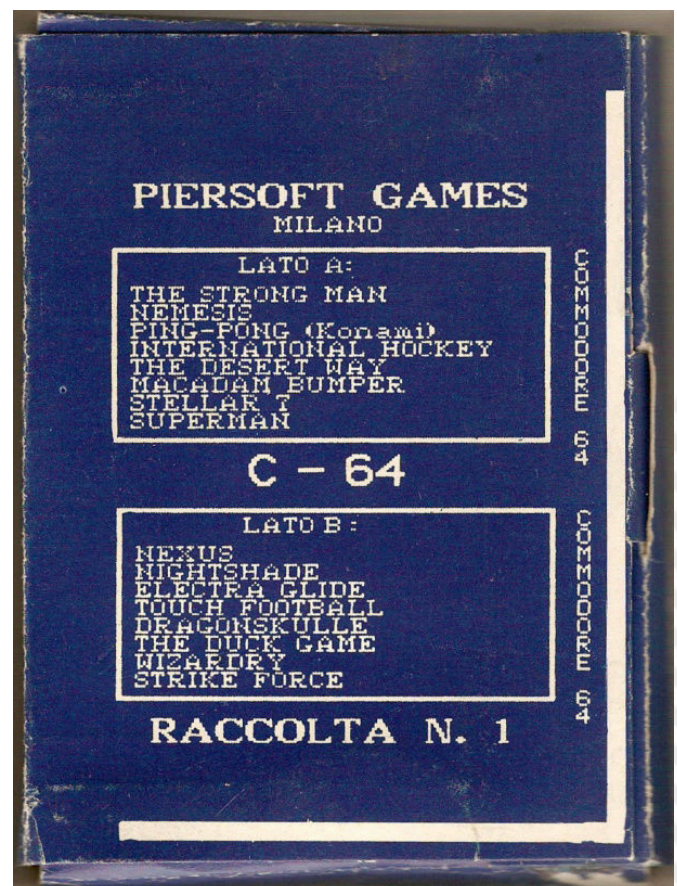 PIERSOFT GAMES
MILANO
LATO A:
THE STRONG MAN
NEMESIS
PING-PONG (Konami)
INTERNATIONAL HOCKEY
THE DESERT WAY
MACADAM BUMPER
STELLAR 7
SUPERMAN
COMMODORE 64
C - 64
LATO B :
NEXUS
NIGHTSHADE
ELECTRA GLIDE
TOUCH FOOTBALL
DRAGONSKULLE
THE DUCK GAME
WIZARDRY
STRIKE FORCE
COMMODORE 64
RACCOLTA N. 1